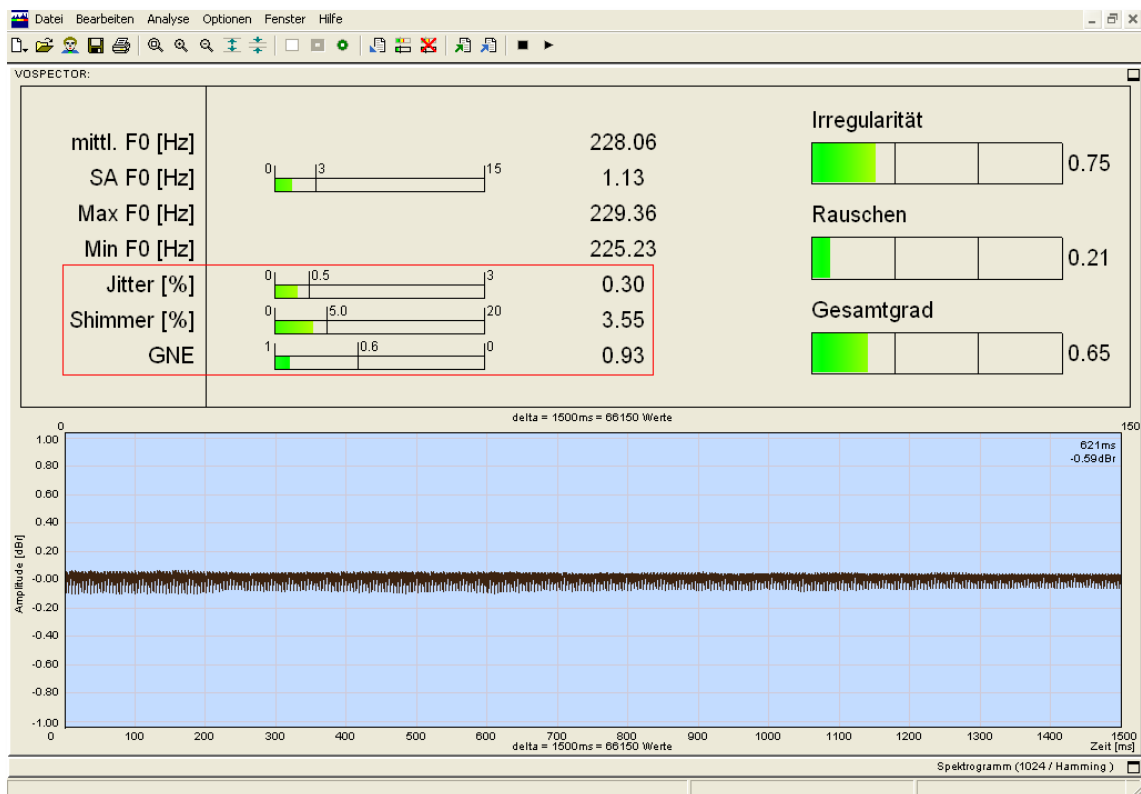 Datei Bearbeiten Analyse Optionen Fenster Hilfe
VOSPECTOR:
mittl. F0 [Hz] 228.06
SA F0 [Hz] 0 3 15 1.13
Max F0 [Hz] 229.36
Min F0 [Hz] 225.23
Jitter [%] 0 0.5 3 0.30
Shimmer [%] 0 5.0 20 3.55
GNE 1 0.6 0 0.93
Irregularität
0.75
Rauschen
0.21
Gesamtgrad
0.65
delta = 1500ms = 66150 Werte
0 150
621ms
-0.59dBr
Amplitude [dBr]
1.00
0.80
0.60
0.40
0.20
-0.00
-0.20
-0.40
-0.60
-0.80
-1.00
0 100 200 300 400 500 600 700 800 900 1000 1100 1200 1300 1400 1500
delta = 1500ms = 66150 Werte
Zeit [ms]
Spektrogramm (1024 / Hamming )